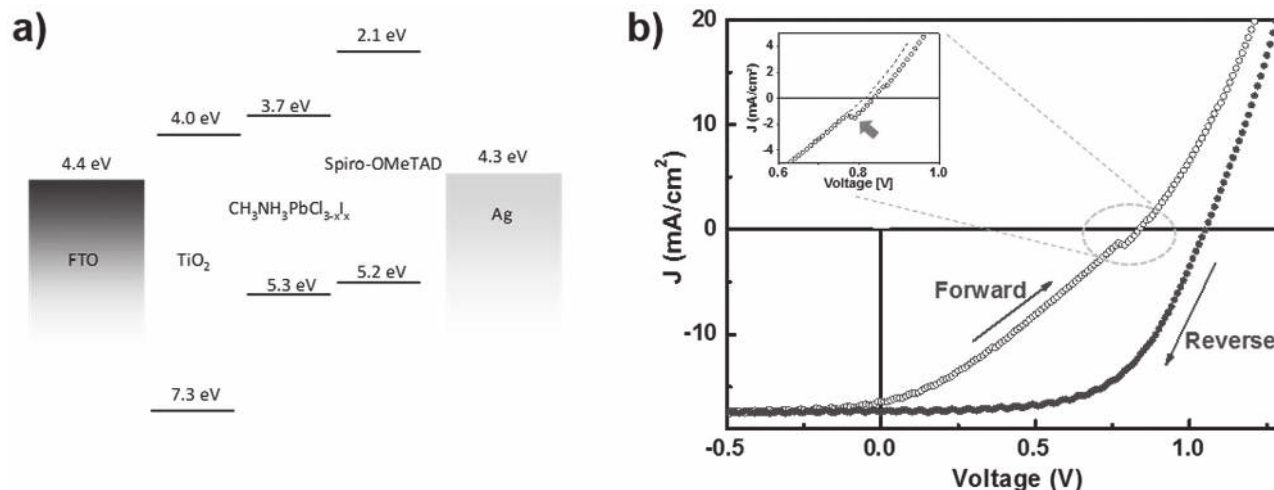 a)
2.1 eV
3.7 eV
4.0 eV
4.4 eV
Spiro-OMeTAD
4.3 eV
CH₃NH₃PbCl₃₋ₓIₓ
FTO
TiO₂
Ag
5.3 eV
5.2 eV
7.3 eV
b)
20
10
0
-10
J (mA/cm²)
4
2
0
-2
-4
J (mA/cm²)
0.6
0.8
1.0
Voltage [V]
Forward
Reverse
-0.5
0.0
0.5
1.0
Voltage (V)